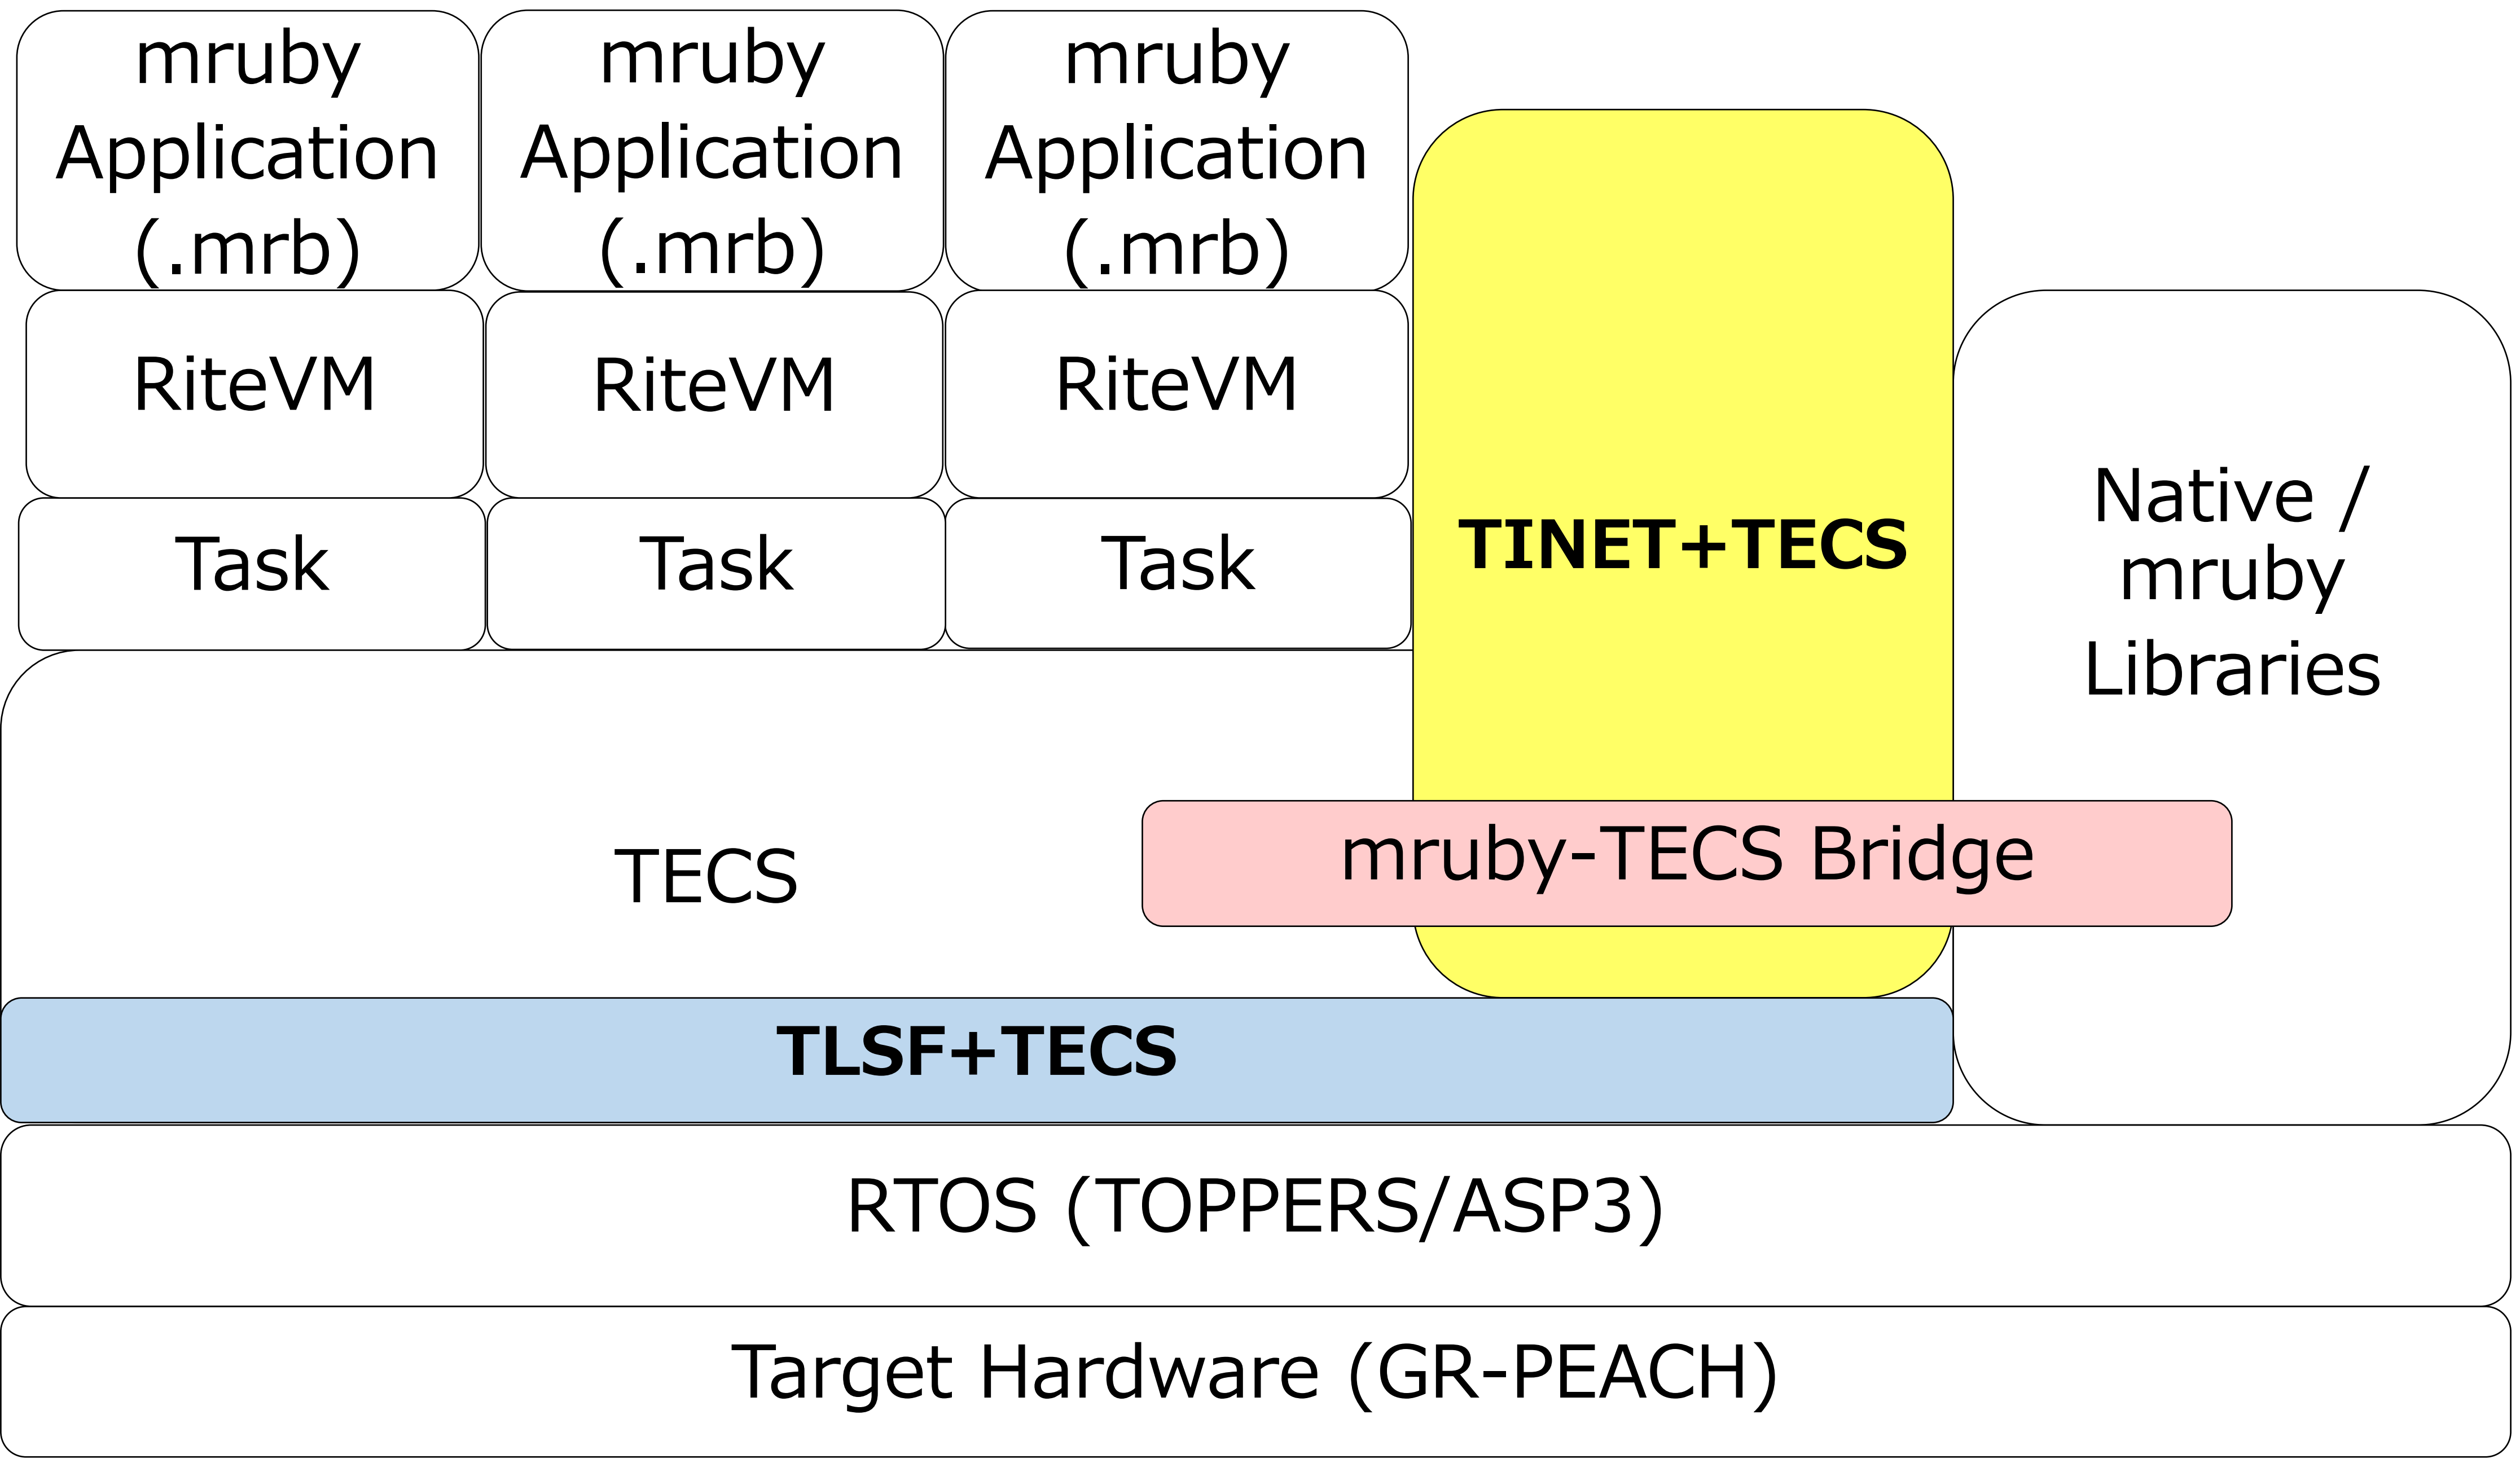 mruby
Application
(.mrb)
mruby
Application
(.mrb)
mruby
Application
(.mrb)
RiteVM
RiteVM
RiteVM
Task
Task
Task
TINET+TECS
Native /
mruby
Libraries
TECS
mruby-TECS Bridge
TLSF+TECS
RTOS (TOPPERS/ASP3)
Target Hardware (GR-PEACH)